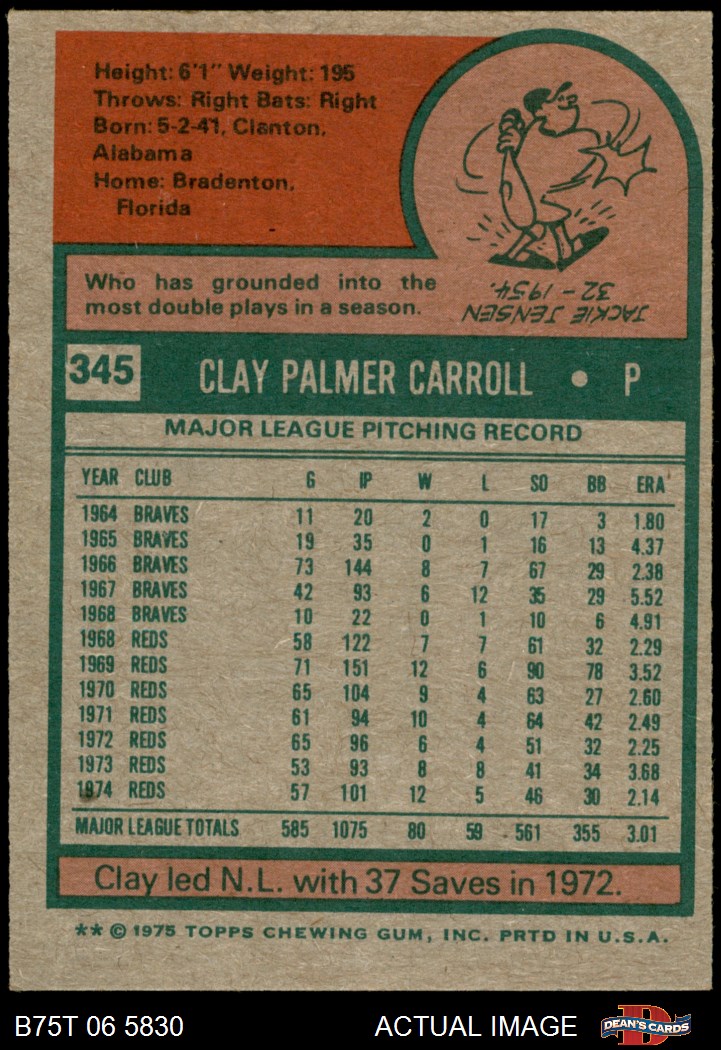 Height: 6'1" Weight: 195
Throws: Right Bats: Right
Born: 5-2-41, Clanton,
Alabama
Home: Bradenton,
Florida
Who has grounded into the
most double plays in a season.
JACKIE JENSEN
32 - 1954.
345 CLAY PALMER CARROLL • P
MAJOR LEAGUE PITCHING RECORD
YEAR CLUB G IP W L SO BB ERA
1964 BRAVES 11 20 2 0 17 3 1.80
1965 BRAVES 19 35 0 1 16 13 4.37
1966 BRAVES 73 144 8 7 67 29 2.38
1967 BRAVES 42 93 6 12 35 29 5.52
1968 BRAVES 10 22 0 1 10 6 4.91
1968 REDS 58 122 7 7 61 32 2.29
1969 REDS 71 151 12 6 90 78 3.52
1970 REDS 65 104 9 4 63 27 2.60
1971 REDS 61 94 10 4 64 42 2.49
1972 REDS 65 96 6 4 51 32 2.25
1973 REDS 53 93 8 8 41 34 3.68
1974 REDS 57 101 12 5 46 30 2.14
MAJOR LEAGUE TOTALS 585 1075 80 59 561 355 3.01
Clay led N.L. with 37 Saves in 1972.
** © 1975 TOPPS CHEWING GUM, INC. PRTD IN U.S.A.
B75T 06 5830 ACTUAL IMAGE DEAN'S CARDS